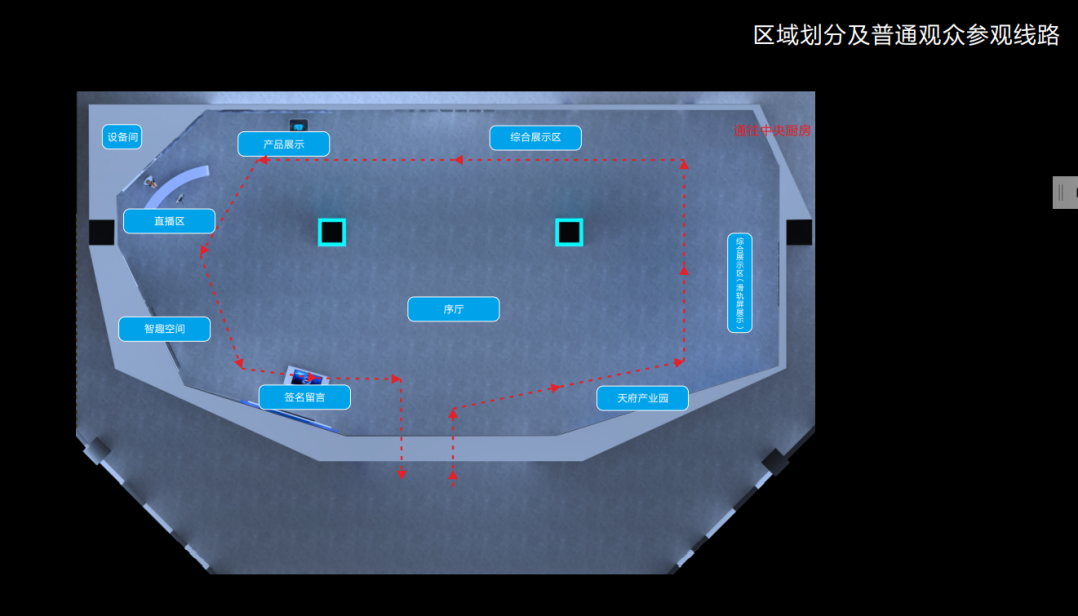 区域划分及普通观众参观线路
设备间
产品展示
综合展示区
通往中央厨房
直播区
综合展示区（滑轨屏展示）
序厅
智趣空间
签名留言
天府产业园